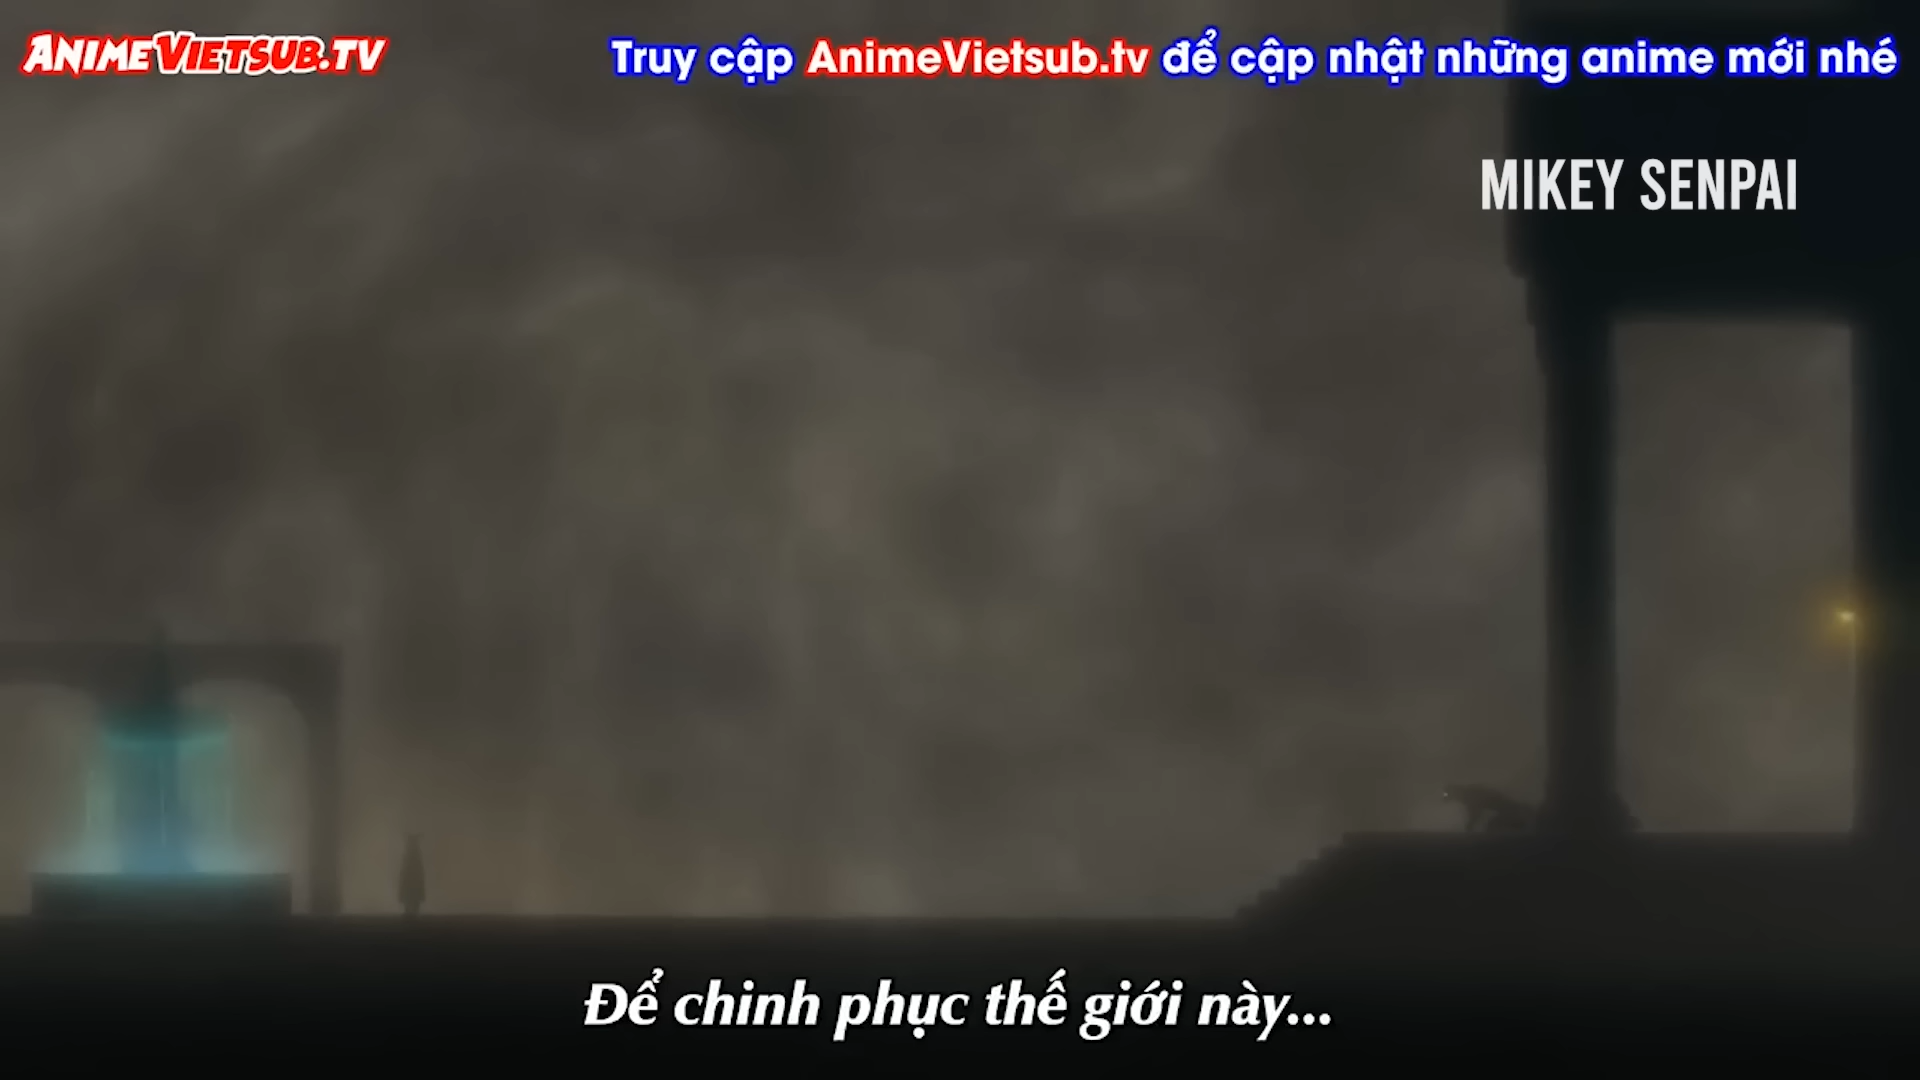 ANIMEVIETSUB.TV
Truy cập AnimeVietsub.tv để cập nhật những anime mới nhé
MIKEY SENPAI
Để chinh phục thế giới này...